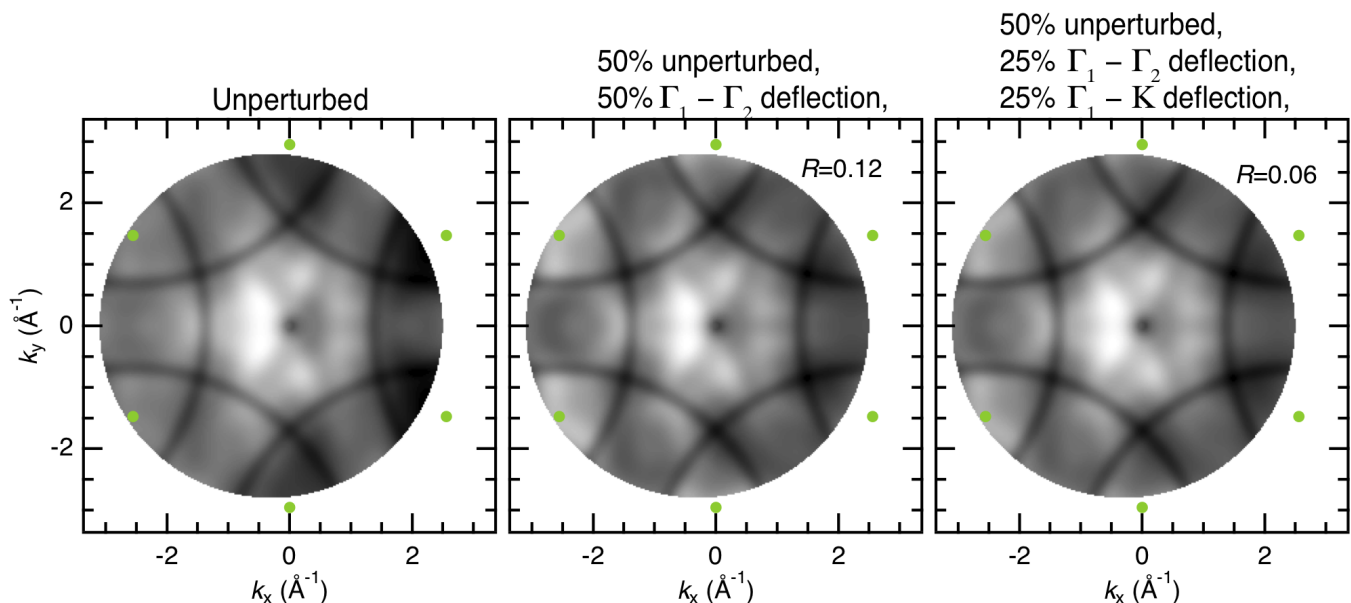 Unperturbed
50% unperturbed,
50% Γ1 – Γ2 deflection,
50% unperturbed,
25% Γ1 – Γ2 deflection,
25% Γ1 – K deflection,
R=0.12
R=0.06
2
0
-2
ky (Å-1)
-2 0 2
-2 0 2
-2 0 2
kx (Å-1)
kx (Å-1)
kx (Å-1)